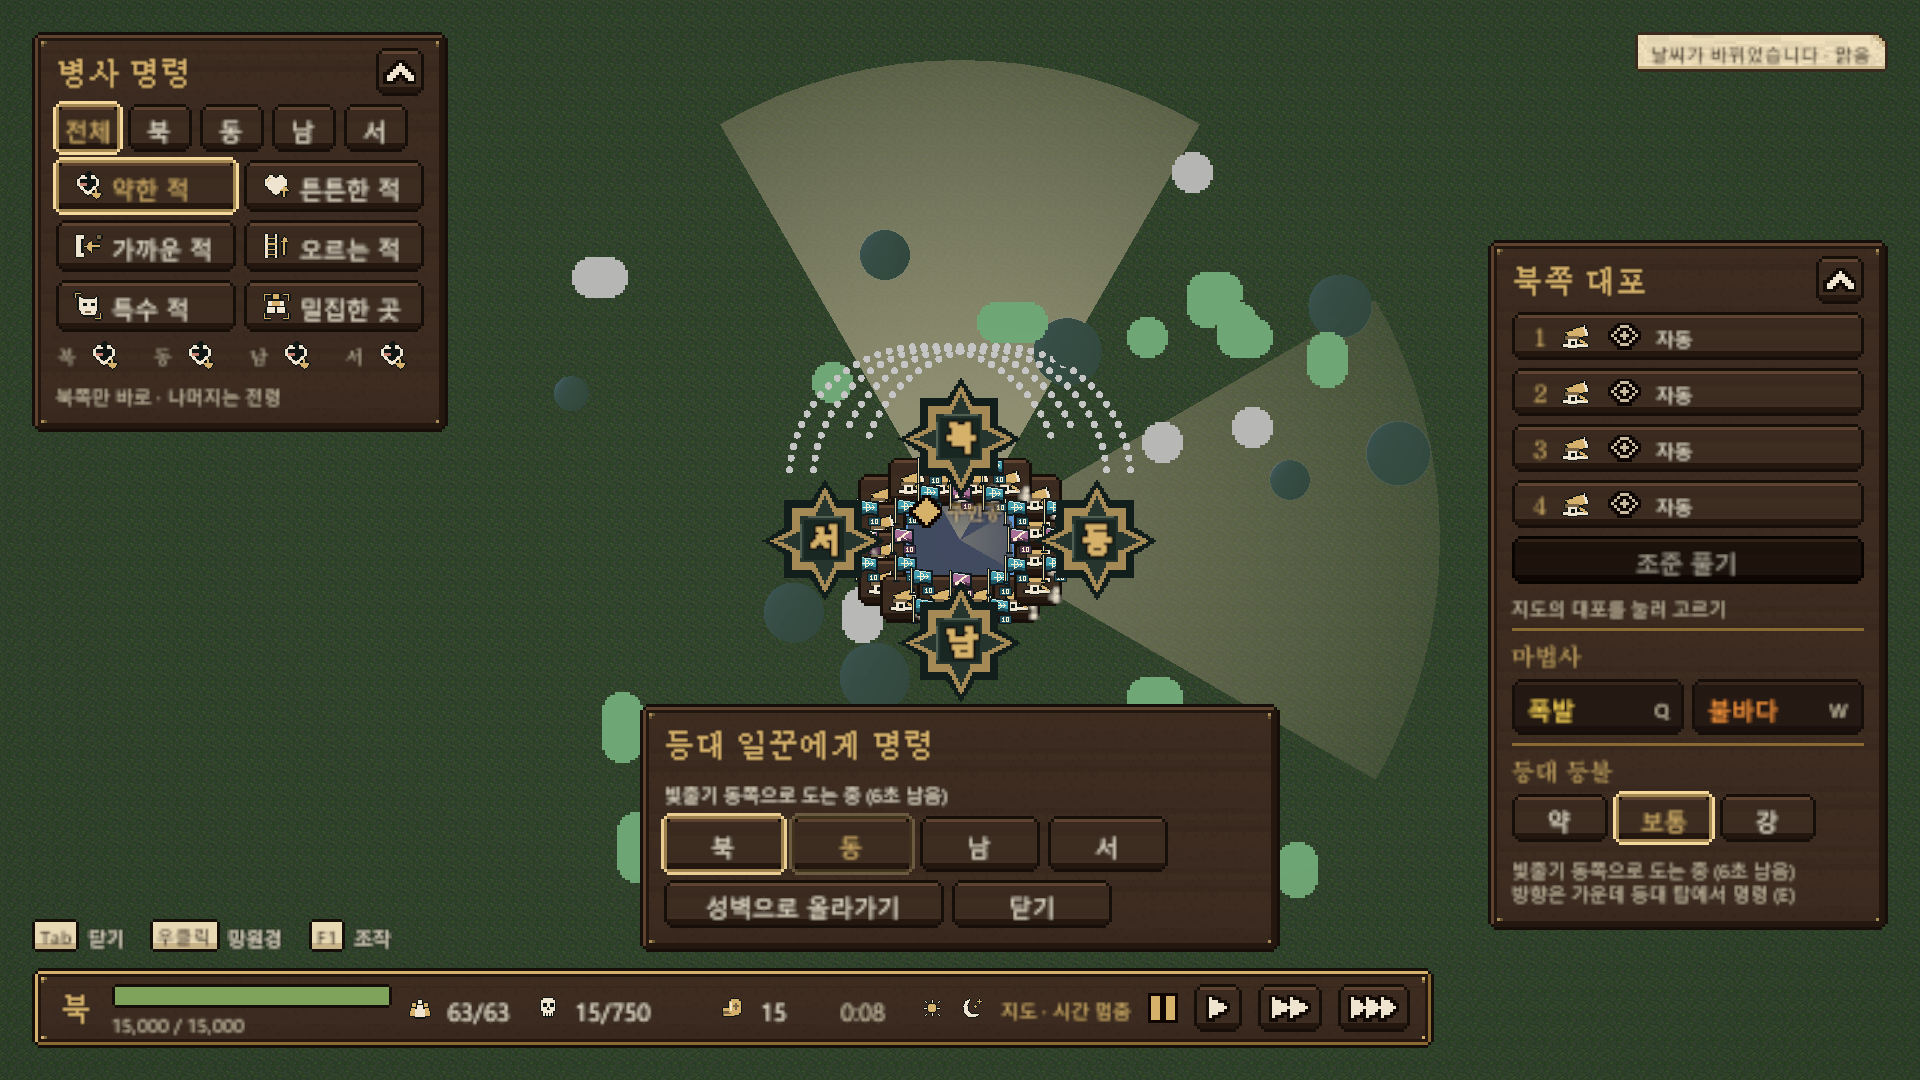 병사 명령
전체 북 동 남 서
약한 적 튼튼한 적
가까운 적 오르는 적
특수 적 밀집한 곳
북 동 남 서
북쪽만 바로 · 나머지는 전령
날씨가 바뀌었습니다 · 맑음
북
서 동
남
북쪽 대포
1 자동
2 자동
3 자동
4 자동
조준 풀기
지도의 대포를 눌러 고르기
마법사
폭발 Q 불바다 W
등대 등불
약 보통 강
빛줄기 동쪽으로 도는 중 (6초 남음)
방향은 가운데 등대 탑에서 명령 (E)
등대 일꾼에게 명령
빛줄기 동쪽으로 도는 중 (6초 남음)
북 동 남 서
성벽으로 올라가기 닫기
Tab 닫기 우클릭 망원경 F1 조작
북 15,000 / 15,000 63/63 15/750 15 0:08 지도 · 시간 멈춤